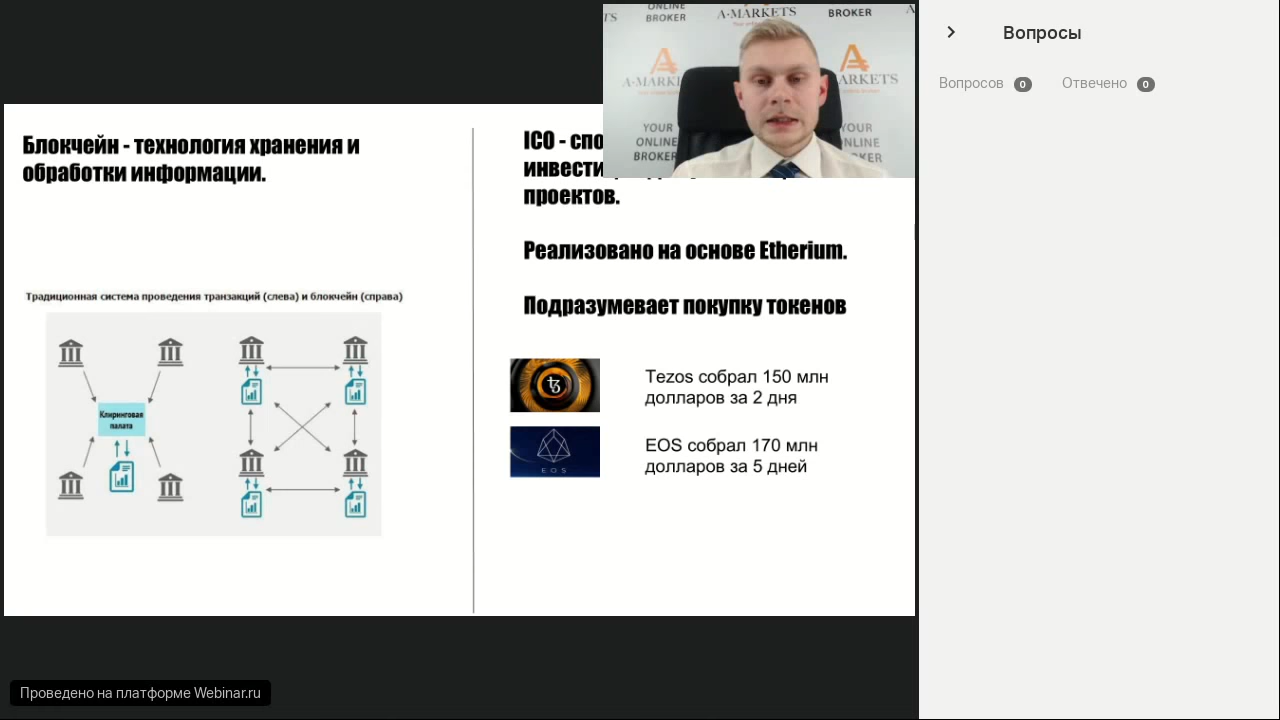 Блокчейн - технология хранения и
обработки информации.
Традиционная система проведения транзакций (слева) и блокчейн (справа)
Клиринговая
палата
ICO -
проектов.
Реализовано на основе Etherium.
Подразумевает покупку токенов
Tezos собрал 150 млн
долларов за 2 дня
EOS
EOS собрал 170 млн
долларов за 5 дней
ONLINE
BROKER
A-MARKETS
BROKER
A-MARKETS
ARKETS
YOUR
ONLINE
BROKER
YOUR
ONLINE
BROKER
Вопросы
Вопросов 0
Отвечено 0
Проведено на платформе Webinar.ru